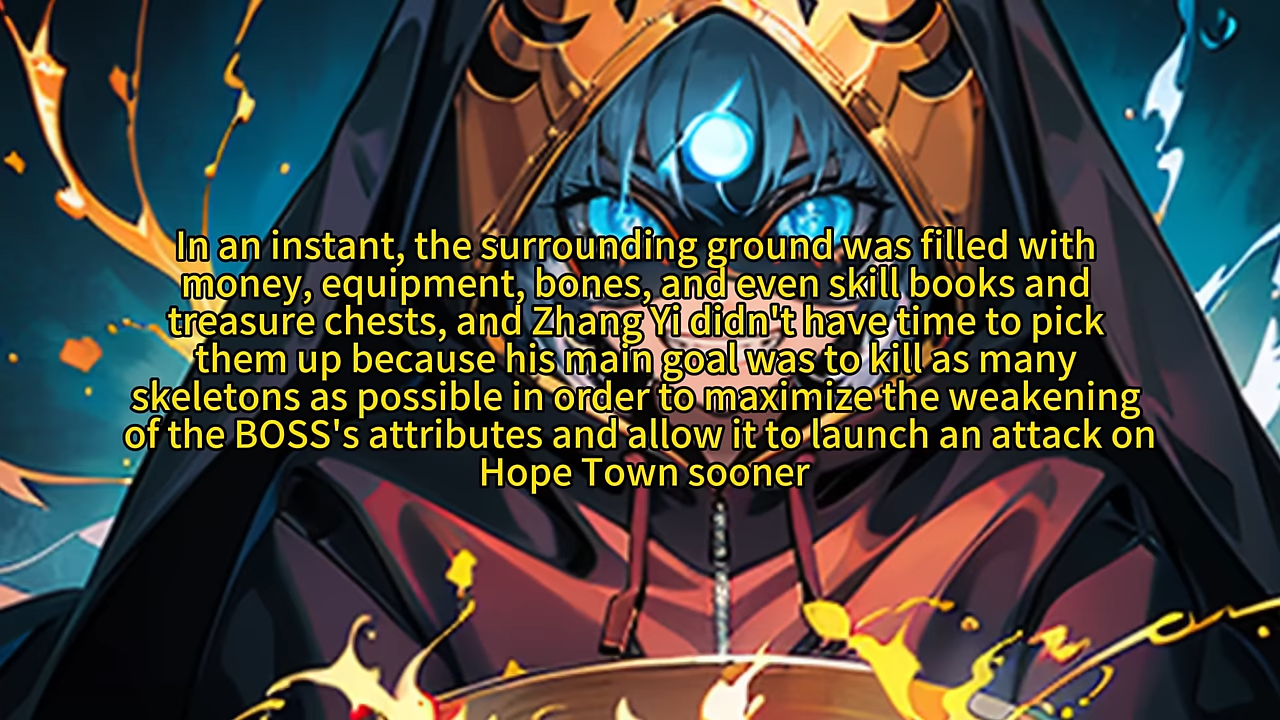 In an instant, the surrounding ground was filled with
money, equipment, bones, and even skill books and
treasure chests, and Zhang Yi didn't have time to pick
them up because his main goal was to kill as many
skeletons as possible in order to maximize the weakening
of the BOSS's attributes and allow it to launch an attack on
Hope Town sooner